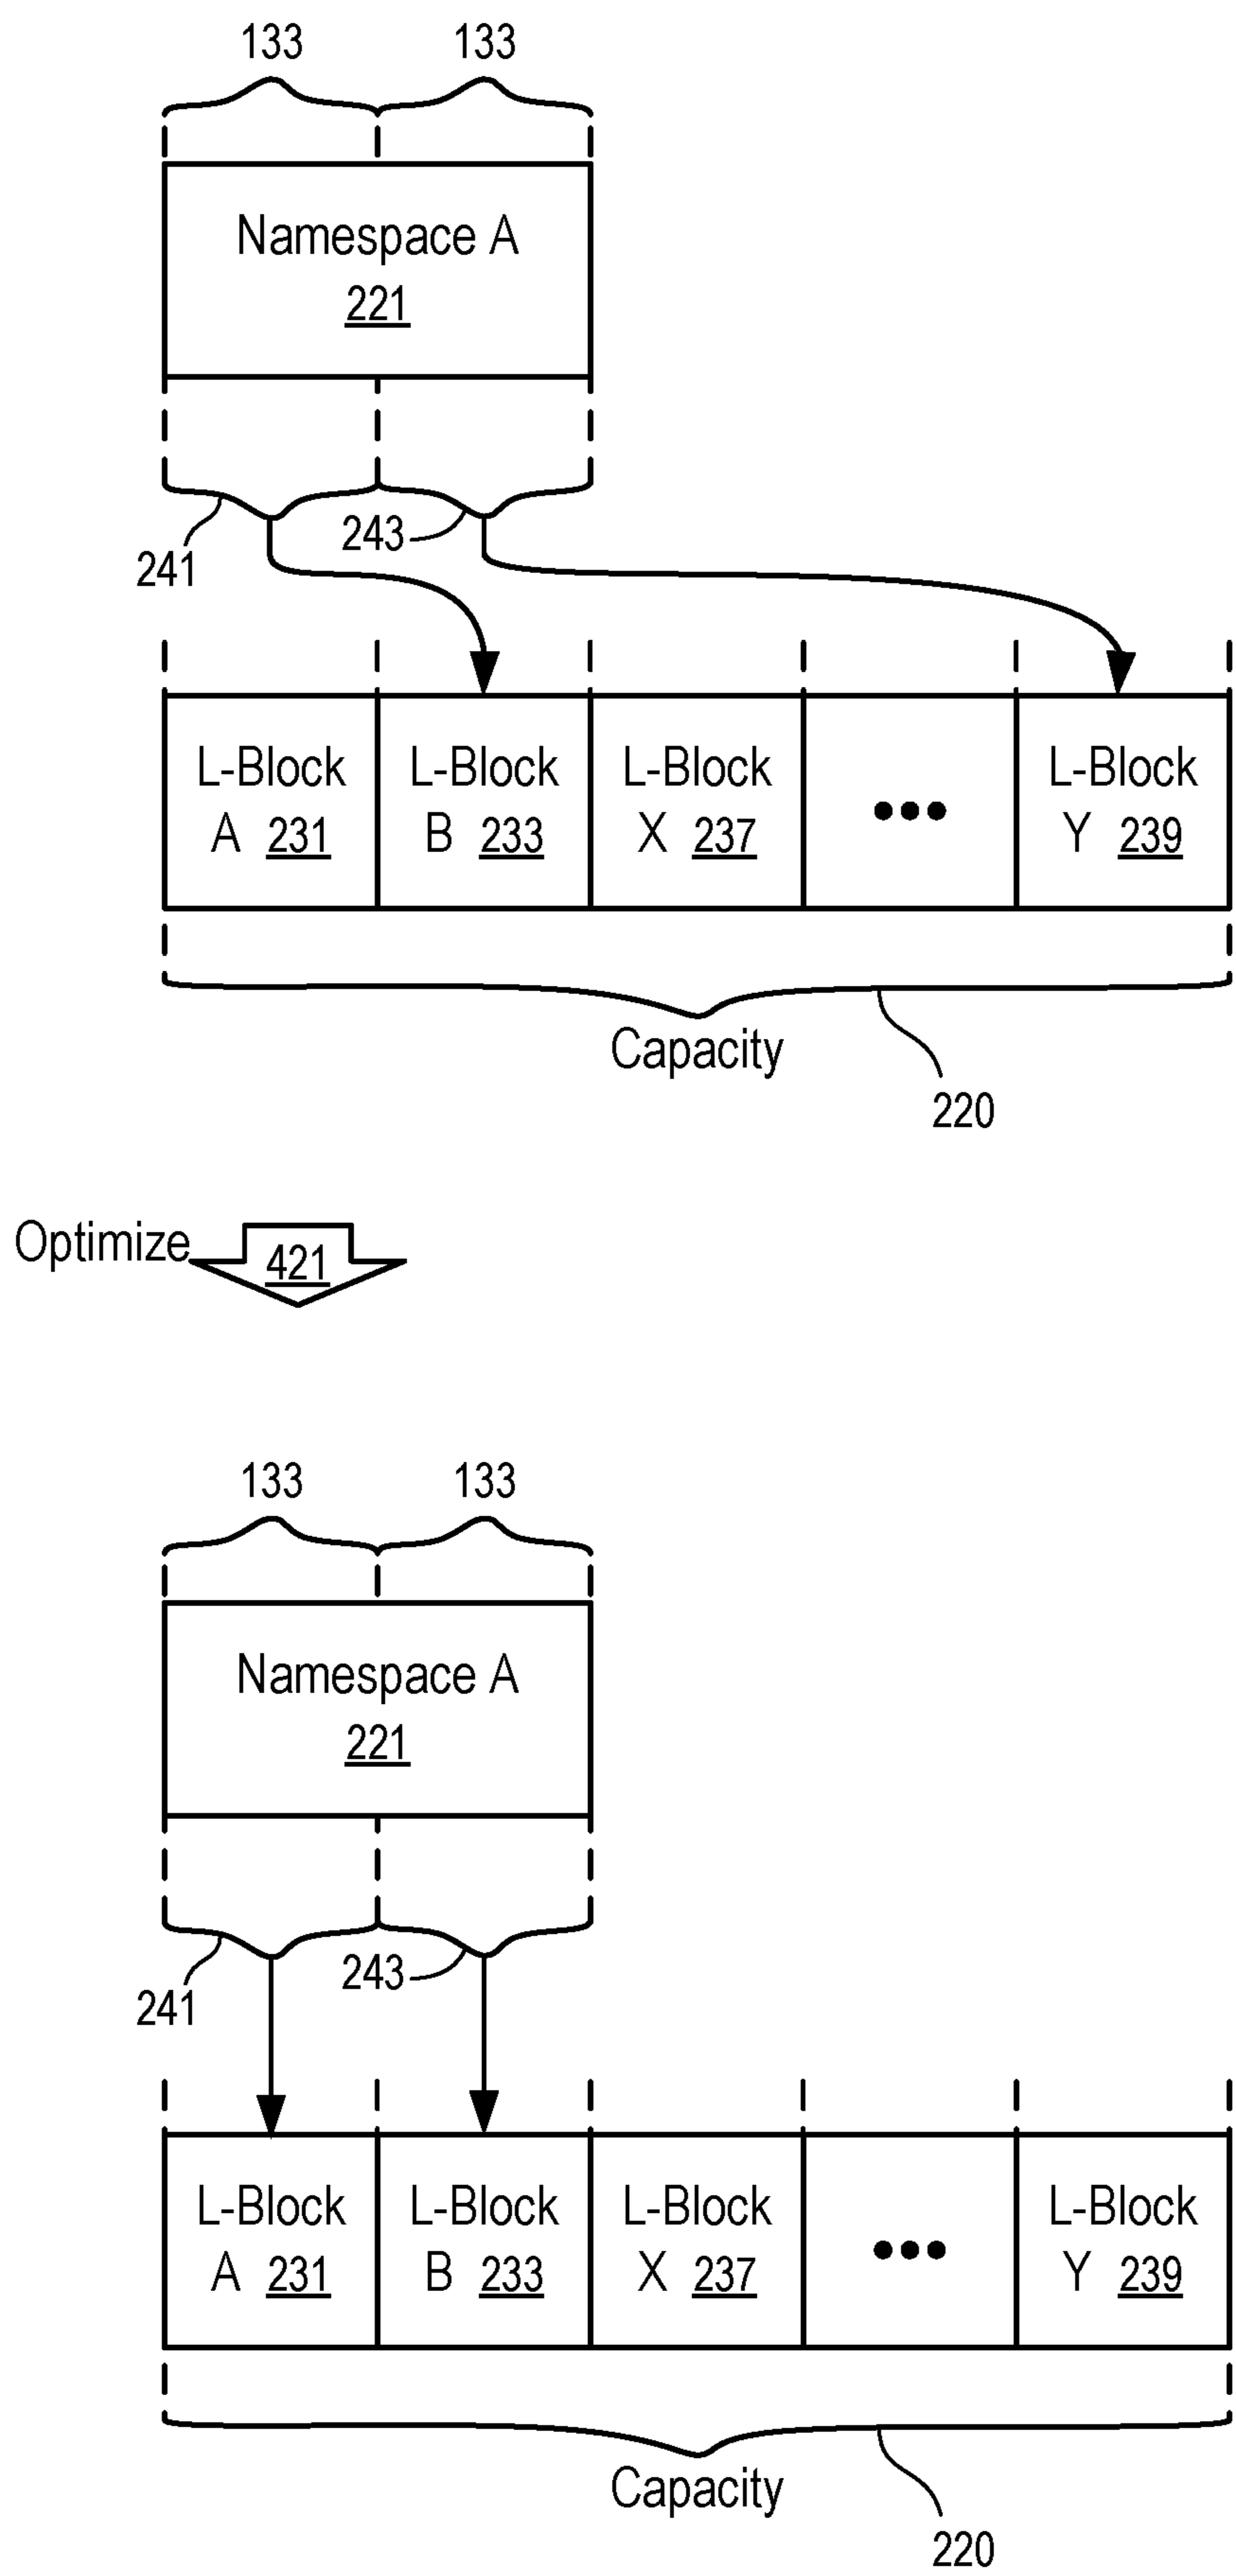 133 133
Namespace A
221
241 243
L-Block L-Block L-Block L-Block
A 231 B 233 X 237 ••• Y 239
Capacity
220
Optimize 421
133 133
Namespace A
221
241 243
L-Block L-Block L-Block L-Block
A 231 B 233 X 237 ••• Y 239
Capacity
220